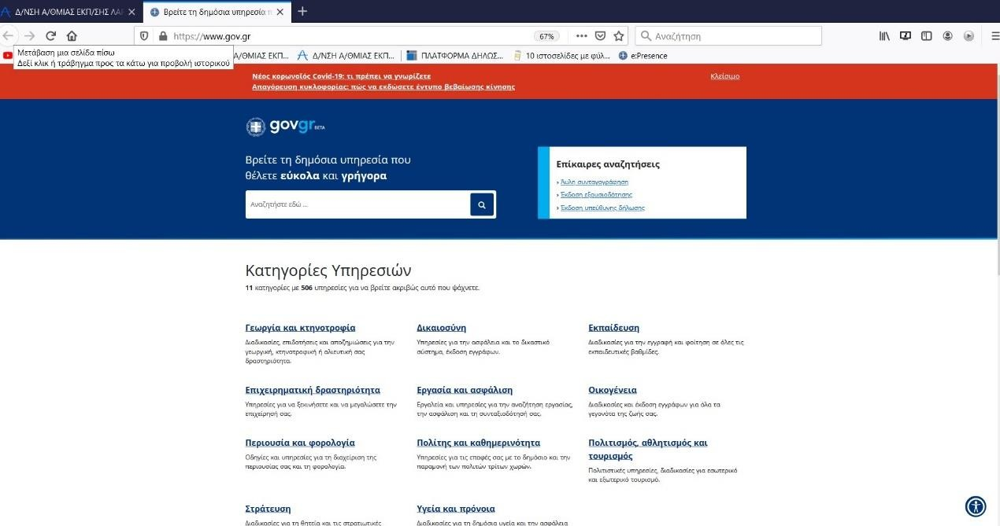 Δ/ΝΣΗ Α/ΘΜΙΑΣ ΕΚΠ/ΣΗΣ ΛΑΡ
Βρείτε τη δημόσια υπηρεσία π
https://www.gov.gr
67%
Αναζήτηση
Μετάβαση μια σελίδα πίσω
Δεξί κλικ ή τράβηγμα προς τα κάτω για προβολή ιστορικού
Α/ΘΜΙΑΣ ΕΚΠ...
Δ/ΝΣΗ Α/ΘΜΙΑΣ ΕΚΠ...
ΠΛΑΤΦΟΡΜΑ ΔΗΛΩΣ...
10 ιστοσελίδες με φύλ...
e:Presence
Νέος κορωνοϊός Covid-19: τι πρέπει να γνωρίζετε
Κλείσιμο
Απαγόρευση κυκλοφορίας: πώς να εκδώσετε έντυπο βεβαίωσης κίνησης
govgr BETA
Βρείτε τη δημόσια υπηρεσία που
θέλετε εύκολα και γρήγορα
Αναζητήστε εδώ ...
Επίκαιρες αναζητήσεις
› Άυλη συνταγογράφηση
› Έκδοση εξουσιοδότησης
› Έκδοση υπεύθυνης δήλωσης
Κατηγορίες Υπηρεσιών
11 κατηγορίες με 506 υπηρεσίες για να βρείτε ακριβώς αυτό που ψάχνετε.
Γεωργία και κτηνοτροφία
Διαδικασίες, επιδοτήσεις και αποζημιώσεις για την
γεωργική, κτηνοτροφική ή αλιευτική σας
δραστηριότητα.
Δικαιοσύνη
Υπηρεσίες για την ασφάλεια και το δικαστικό
σύστημα, έκδοση εγγράφων.
Εκπαίδευση
Διαδικασίες για την εγγραφή και φοίτηση σε όλες τις
εκπαιδευτικές βαθμίδες.
Επιχειρηματική δραστηριότητα
Υπηρεσίες για να ξεκινήσετε και να μεγαλώσετε την
επιχείρησή σας.
Εργασία και ασφάλιση
Εργαλεία και υπηρεσίες για την αναζήτηση εργασίας,
την ασφάλιση και τη συνταξιοδότησή σας.
Οικογένεια
Διαδικασίες και έκδοση εγγράφων για όλα τα
γεγονότα της ζωής σας.
Περιουσία και φορολογία
Οδηγίες και υπηρεσίες για τη διαχείριση της
περιουσίας σας και τη φορολογία.
Πολίτης και καθημερινότητα
Υπηρεσίες για τις επαφές σας με το δημόσιο και την
παραμονή των πολιτών τρίτων χωρών.
Πολιτισμός, αθλητισμός και
τουρισμός
Πολιτιστικές υπηρεσίες, διαδικασίες για εσωτερικό
και εξωτερικό τουρισμό.
Στράτευση
Διαδικασίες για τη θητεία και τις στρατιωτικές
Υγεία και πρόνοια
Διαδικασίες για τη δημόσια υγεία και την ασφάλεια